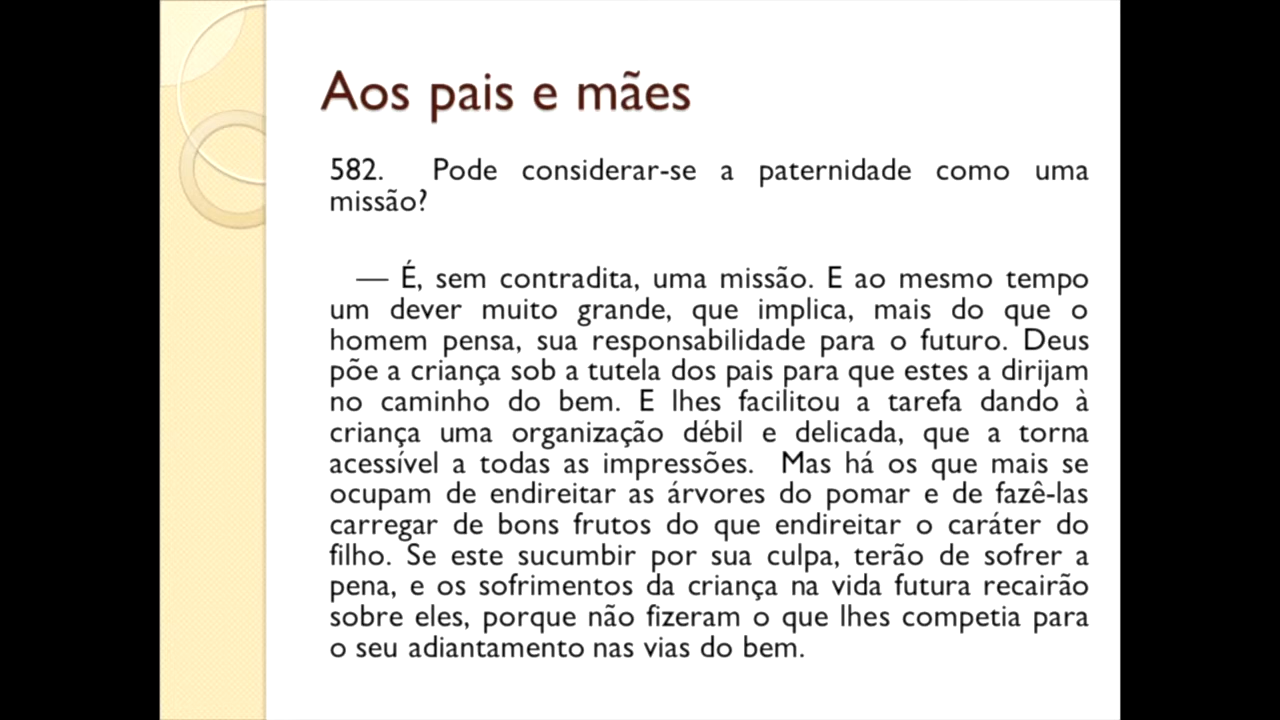 Aos pais e mães
582. Pode considerar-se a paternidade como uma
missão?
— É, sem contradita, uma missão. E ao mesmo tempo
um dever muito grande, que implica, mais do que o
homem pensa, sua responsabilidade para o futuro. Deus
põe a criança sob a tutela dos pais para que estes a dirijam
no caminho do bem. E lhes facilitou a tarefa dando à
criança uma organização débil e delicada, que a torna
acessível a todas as impressões. Mas há os que mais se
ocupam de endireitar as árvores do pomar e de fazê-las
carregar de bons frutos do que endireitar o caráter do
filho. Se este sucumbir por sua culpa, terão de sofrer a
pena, e os sofrimentos da criança na vida futura recairão
sobre eles, porque não fizeram o que lhes competia para
o seu adiantamento nas vias do bem.